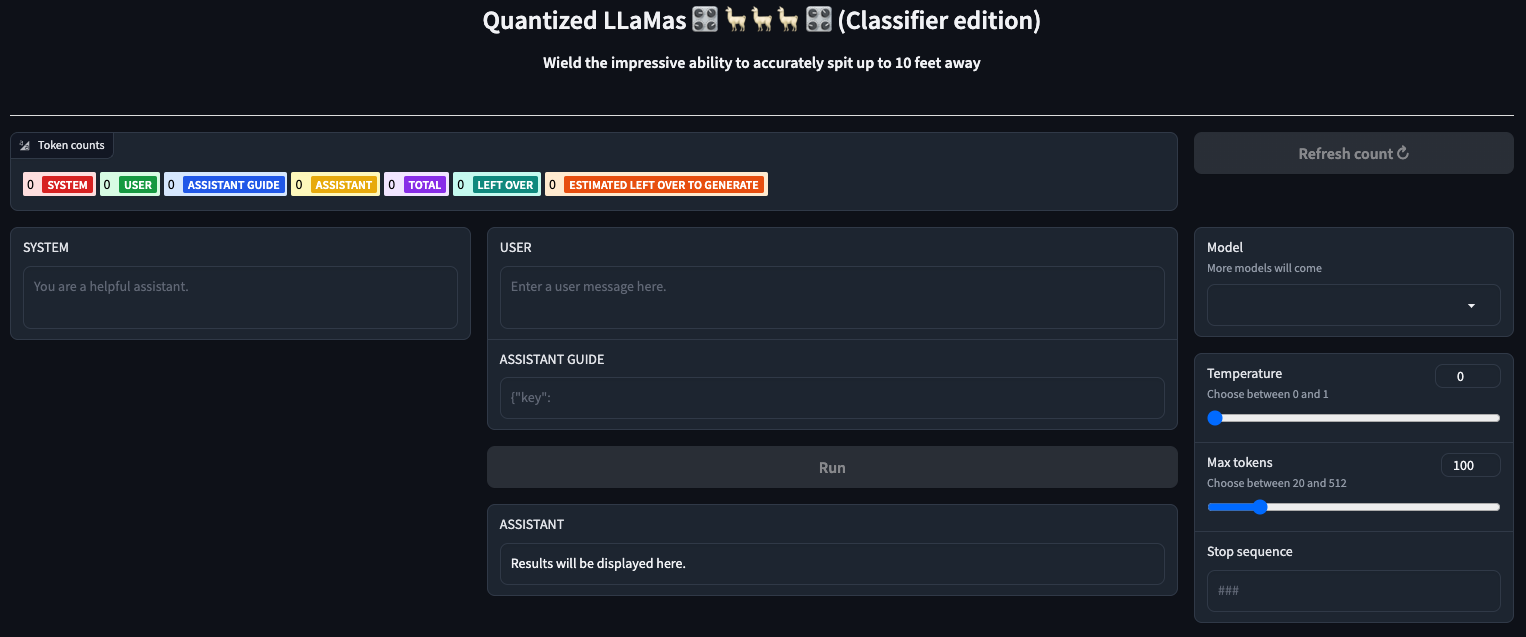 Quantized LLaMas 🎛️🦙🦙🦙🎛️ (Classifier edition)
Wield the impressive ability to accurately spit up to 10 feet away
Token counts
0 SYSTEM 0 USER 0 ASSISTANT GUIDE 0 ASSISTANT 0 TOTAL 0 LEFT OVER 0 ESTIMATED LEFT OVER TO GENERATE
Refresh count ↻
SYSTEM
You are a helpful assistant.
USER
Enter a user message here.
ASSISTANT GUIDE
{"key":
Run
ASSISTANT
Results will be displayed here.
Model
More models will come
Temperature
0
Choose between 0 and 1
Max tokens
100
Choose between 20 and 512
Stop sequence
###